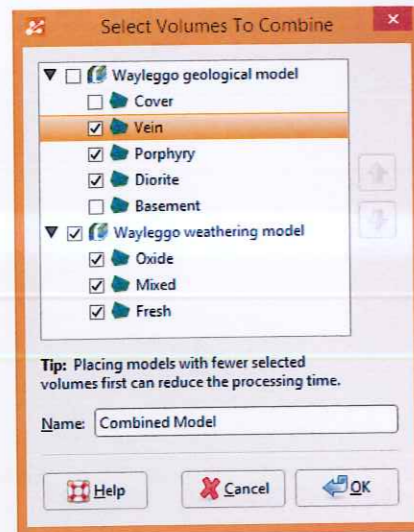 Select Volumes To Combine
Wayleggo geological model
Cover
Vein
Porphyry
Diorite
Basement
Wayleggo weathering model
Oxide
Mixed
Fresh
Tip: Placing models with fewer selected
volumes first can reduce the processing time.
Name: Combined Model
Help Cancel OK